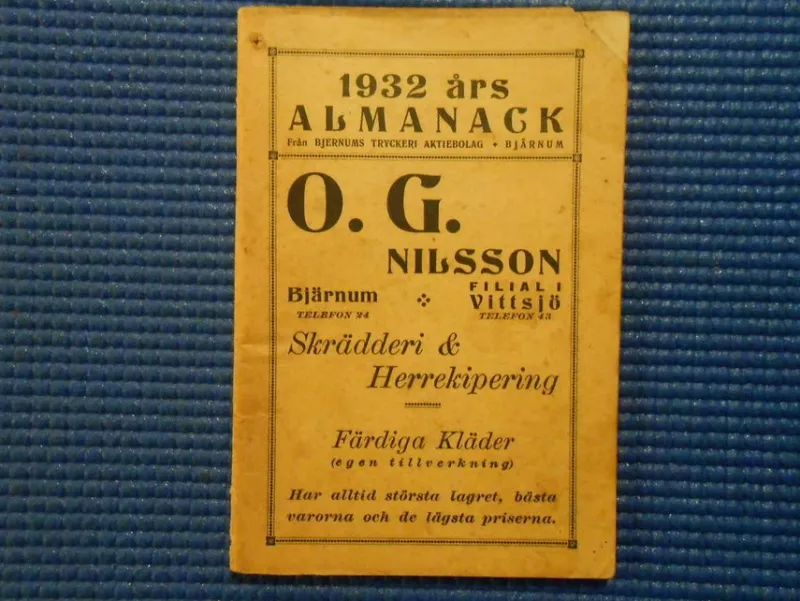 1932 års
ALMANACK
Från BJERNUMS TRYCKERI AKTIEBOLAG + BJÄRNUM
O. G.
NILSSON
Bjärnum
TELEFON 24
FILIAL I
Vittsjö
TELEFON 43
Skrädderi &
Herrekipering
Färdiga Kläder
(egen tillverkning)
Har alltid största lagret, bästa
varorna och de lägsta priserna.